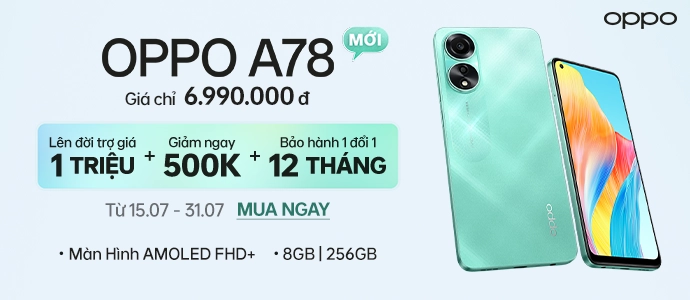 oppo
OPPO A78 MỚI
Giá chỉ 6.990.000 đ
Lên đời trợ giá
1 TRIỆU
+
Giảm ngay
500K
+
Bảo hành 1 đổi 1
12 THÁNG
Từ 15.07 - 31.07 MUA NGAY
• Màn Hình AMOLED FHD+ • 8GB | 256GB
oppo